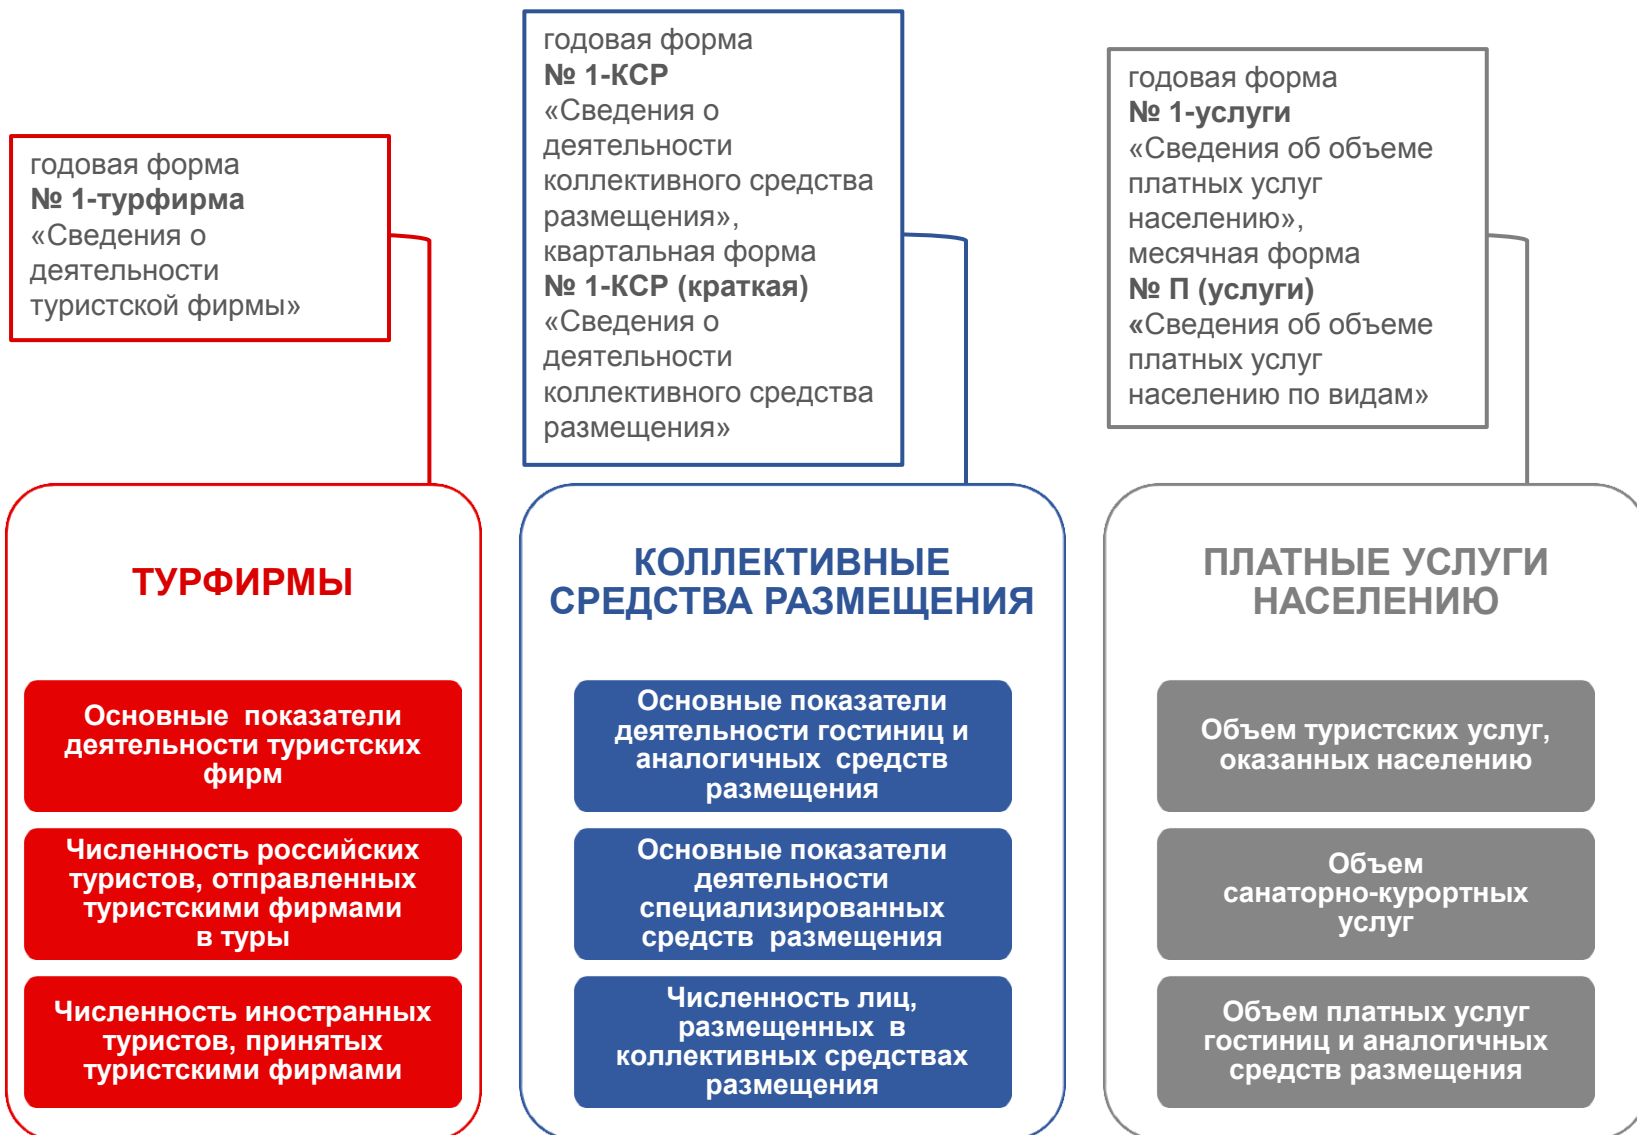 годовая форма
№ 1-турфирма
«Сведения о
деятельности
туристской фирмы»
годовая форма
№ 1-КСР
«Сведения о
деятельности
коллективного средства
размещения»,
квартальная форма
№ 1-КСР (краткая)
«Сведения о
деятельности
коллективного средства
размещения»
годовая форма
№ 1-услуги
«Сведения об объеме
платных услуг
населению»,
месячная форма
№ П (услуги)
«Сведения об объеме
платных услуг
населению по видам»
ТУРФИРМЫ
Основные показатели
деятельности туристских
фирм
Численность российских
туристов, отправленных
туристскими фирмами
в туры
Численность иностранных
туристов, принятых
туристскими фирмами
КОЛЛЕКТИВНЫЕ
СРЕДСТВА РАЗМЕЩЕНИЯ
Основные показатели
деятельности гостиниц и
аналогичных средств
размещения
Основные показатели
деятельности
специализированных
средств размещения
Численность лиц,
размещенных в
коллективных средствах
размещения
ПЛАТНЫЕ УСЛУГИ
НАСЕЛЕНИЮ
Объем туристских услуг,
оказанных населению
Объем
санаторно-курортных
услуг
Объем платных услуг
гостиниц и аналогичных
средств размещения